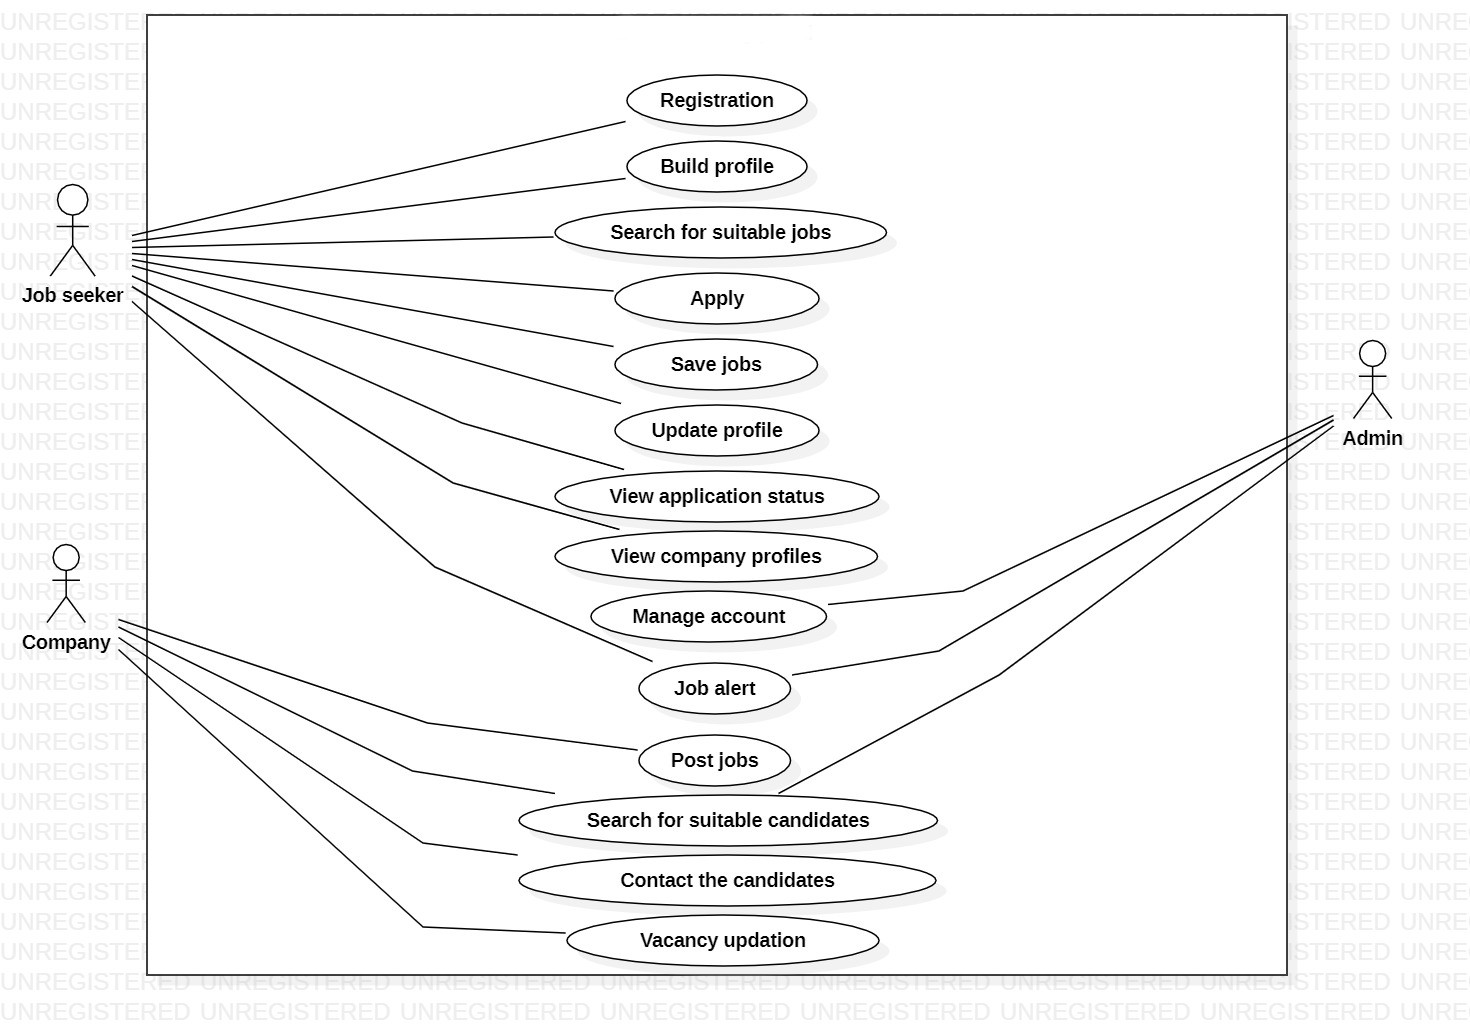 Registration
Build profile
Search for suitable jobs
Apply
Save jobs
Update profile
View application status
View company profiles
Manage account
Job alert
Post jobs
Search for suitable candidates
Contact the candidates
Vacancy updation
Job seeker
Company
Admin
UNREGISTERED UNREGISTERED UNREGISTERED UNREGISTERED UNREGISTERED UNREGISTERED UNREGISTERED UNRE